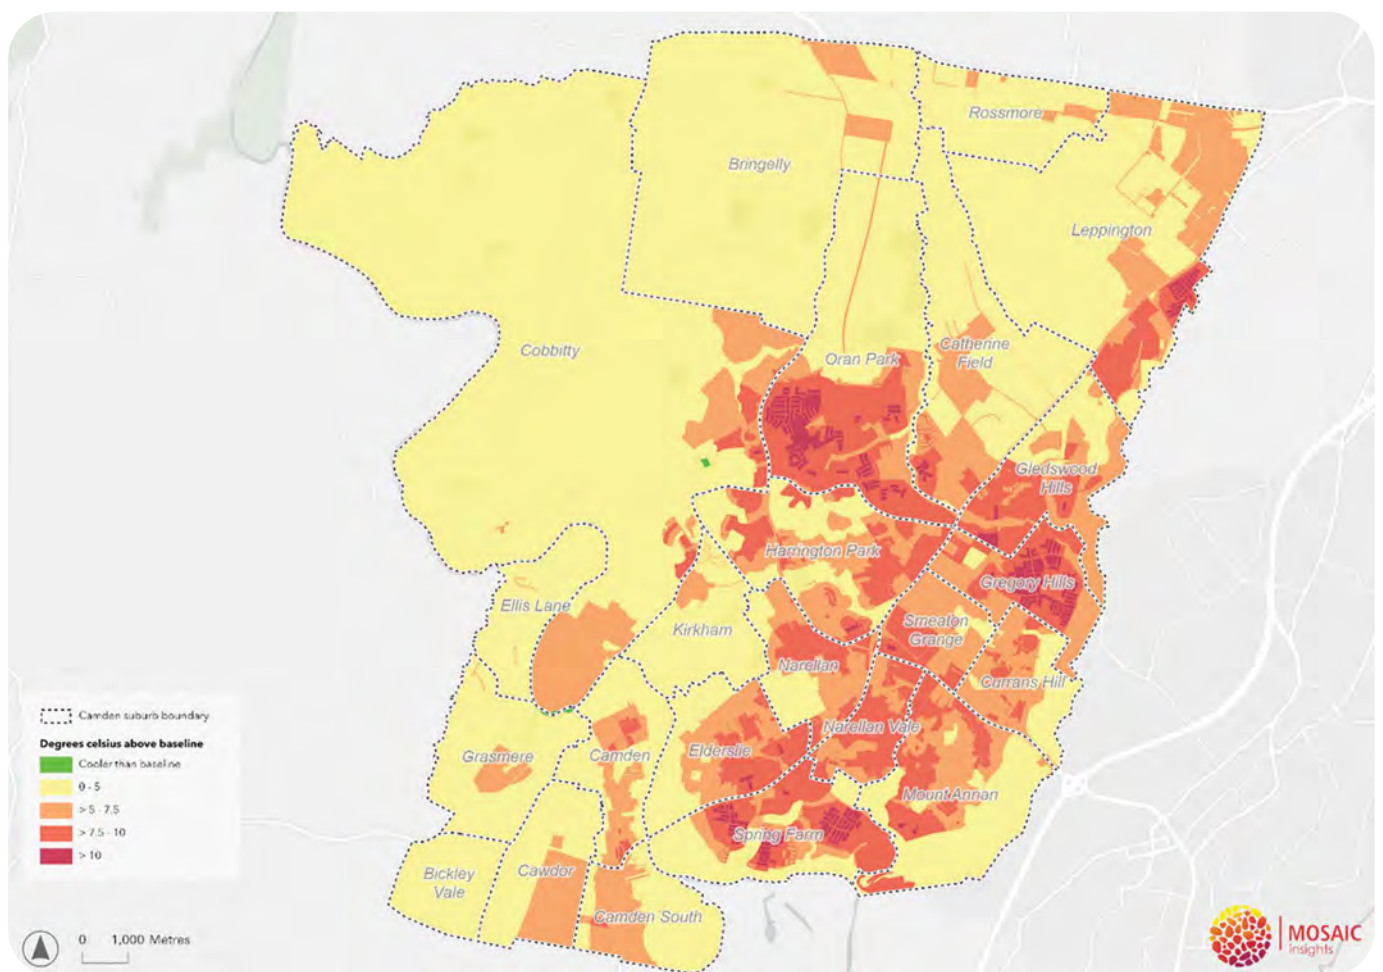 Rossmore
Bringelly
Leppington
Cobbitty
Oran Park
Catherine
Field
Gledswood
Hills
Harrington Park
Gregory Hills
Ellis Lane
Kirkham
Smeaton
Grange
Narellan
Currans Hill
Narellan Vale
Grasmere
Camden
Elderslie
Mount Annan
Spring Farm
Bickley
Vale
Cawdor
Camden South
Camden suburb boundary
Degrees celsius above baseline
Cooler than baseline
0 - 5
> 5 - 7.5
> 7.5 - 10
> 10
0 1,000 Metres
MOSAIC
insights